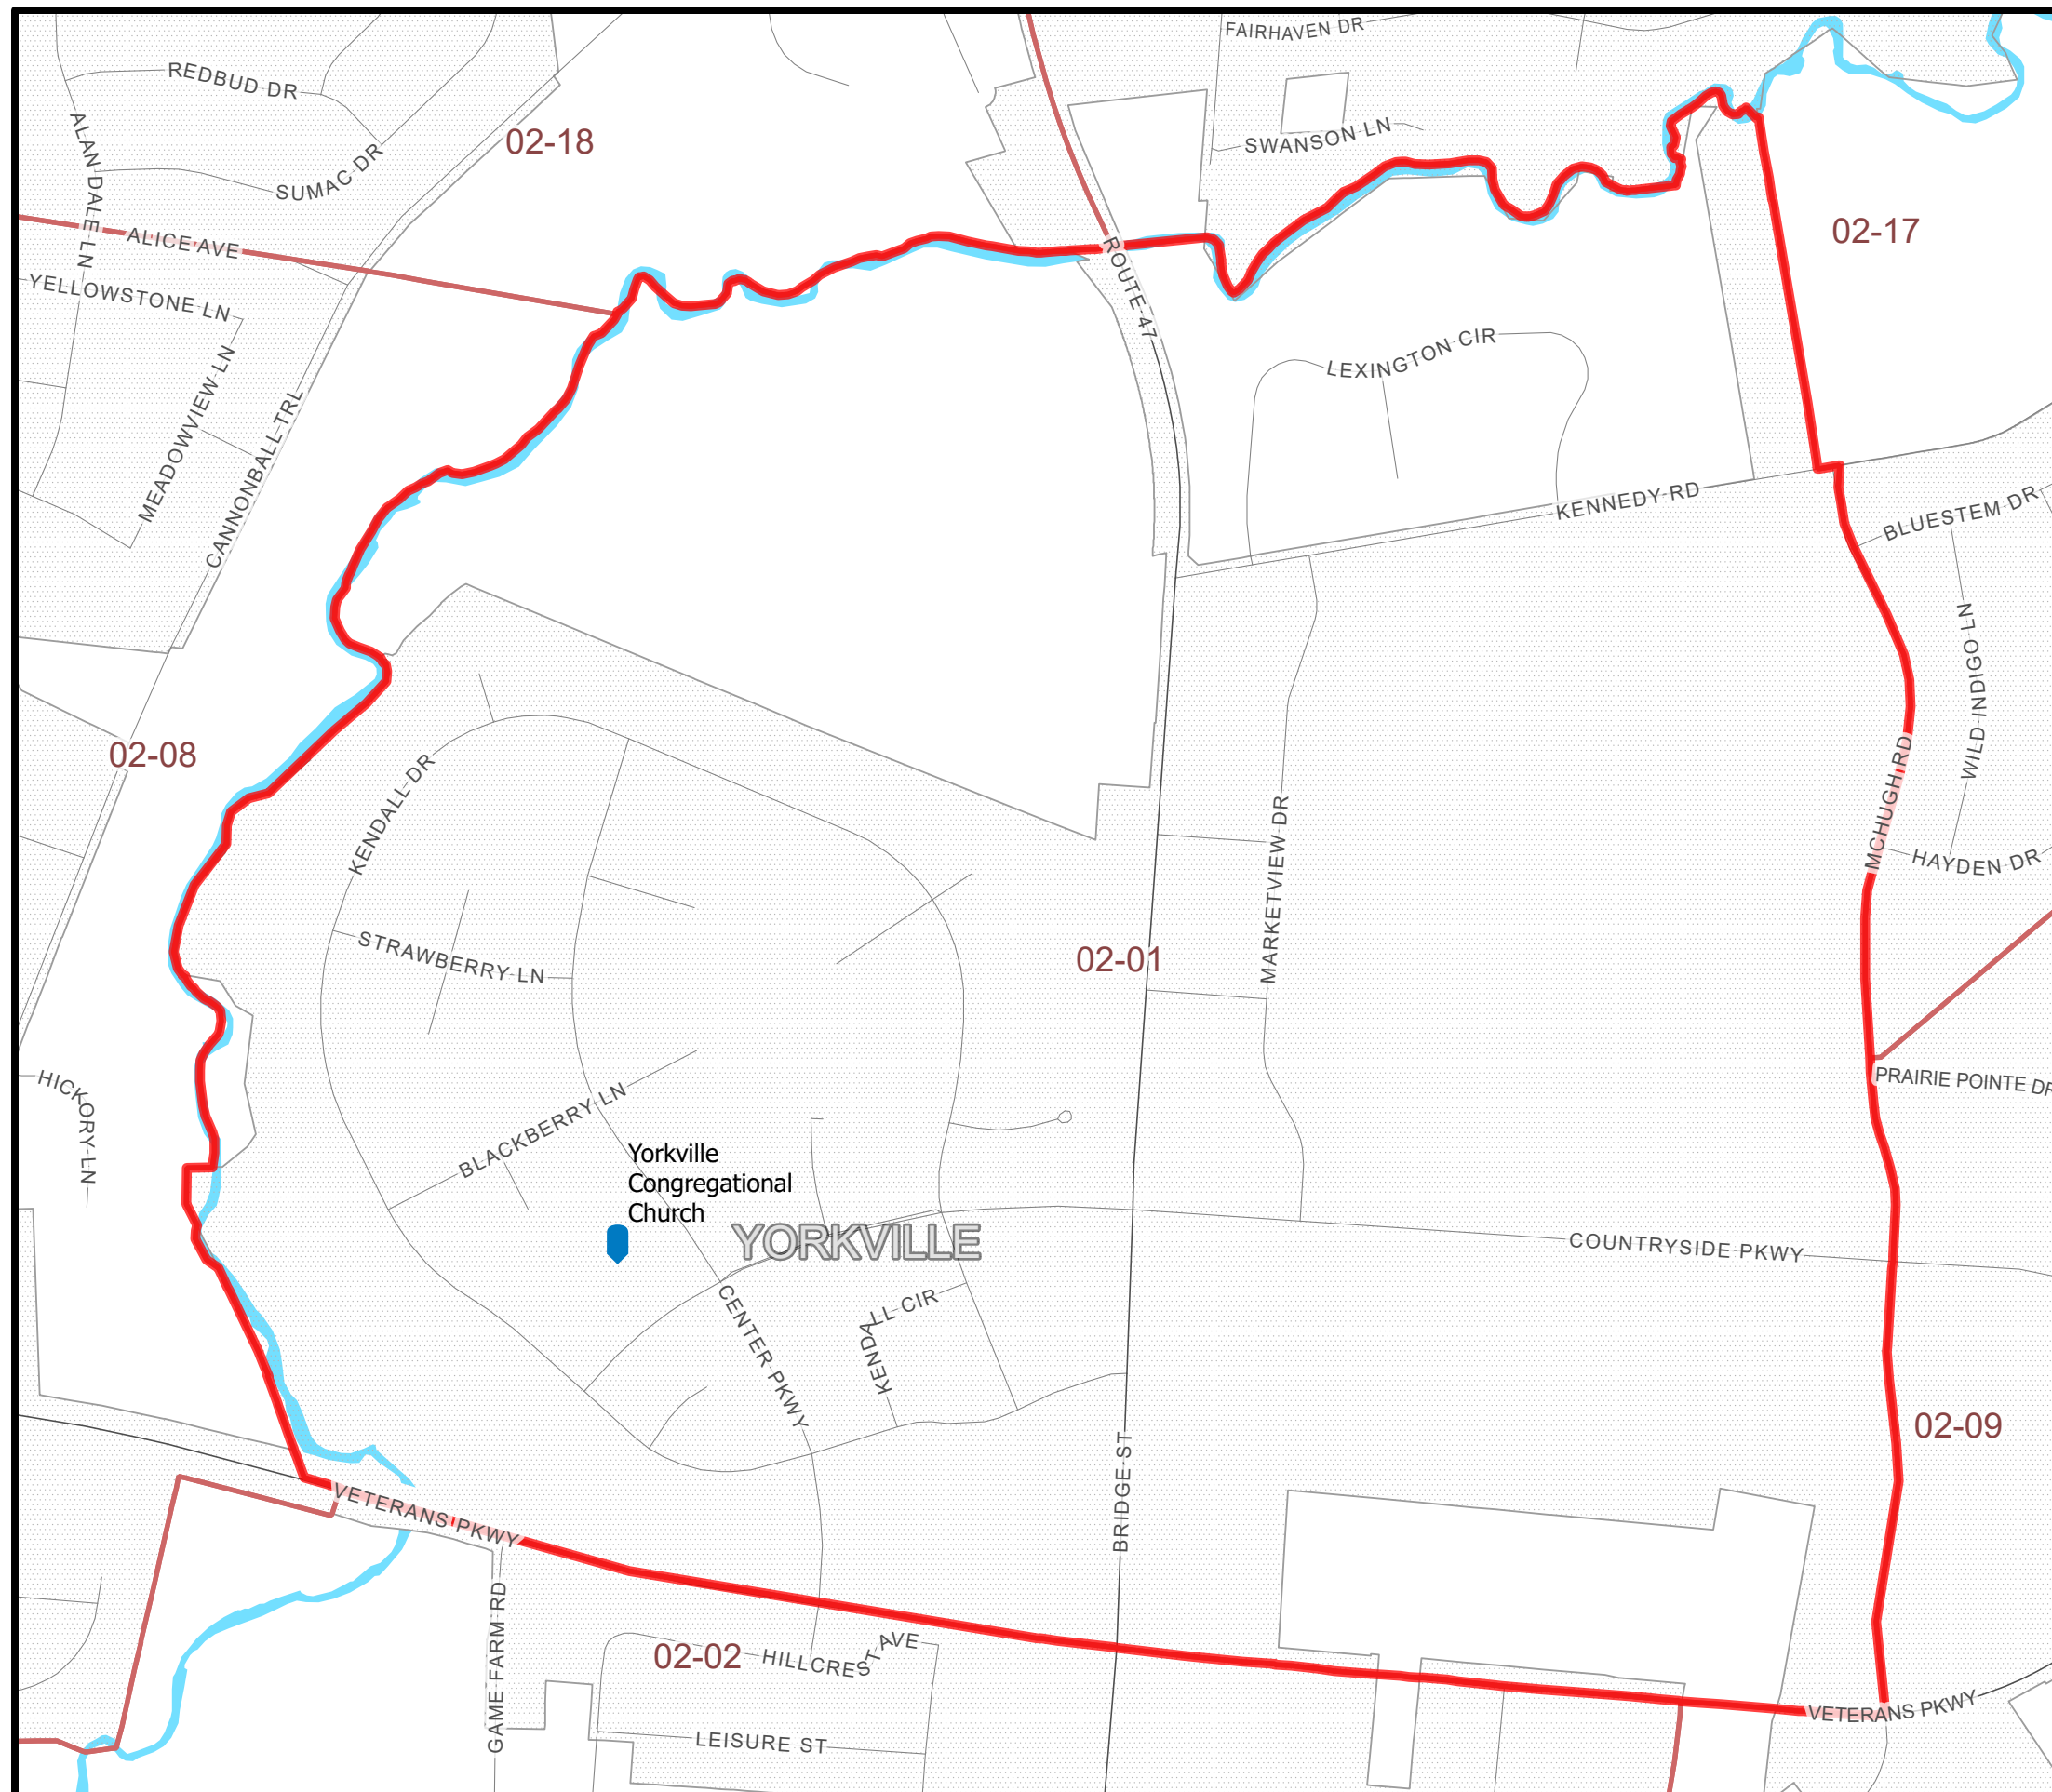 FAIRHAVEN DR
REDBUD DR
02-18
SWANSON LN
ALAN DALE LN
SUMAC DR
02-17
ALICE AVE
ROUTE 47
YELLOWSTONE LN
LEXINGTON CIR
MEADOWVIEW LN
CANNONBALL TRL
KENNEDY RD
BLUESTEM DR
WILD INDIGO LN
02-08
MCHUGH RD
KENDALL DR
MARKETVIEW DR
HAYDEN DR
STRAWBERRY LN
02-01
HICKORY LN
PRAIRIE POINTE DR
BLACKBERRY LN
Yorkville
Congregational
Church
YORKVILLE
COUNTRYSIDE PKWY
CENTER PKWY
KENDALL CIR
02-09
BRIDGE ST
VETERANS PKWY
GAME FARM RD
02-02
HILLCREST AVE
VETERANS PKWY
LEISURE ST